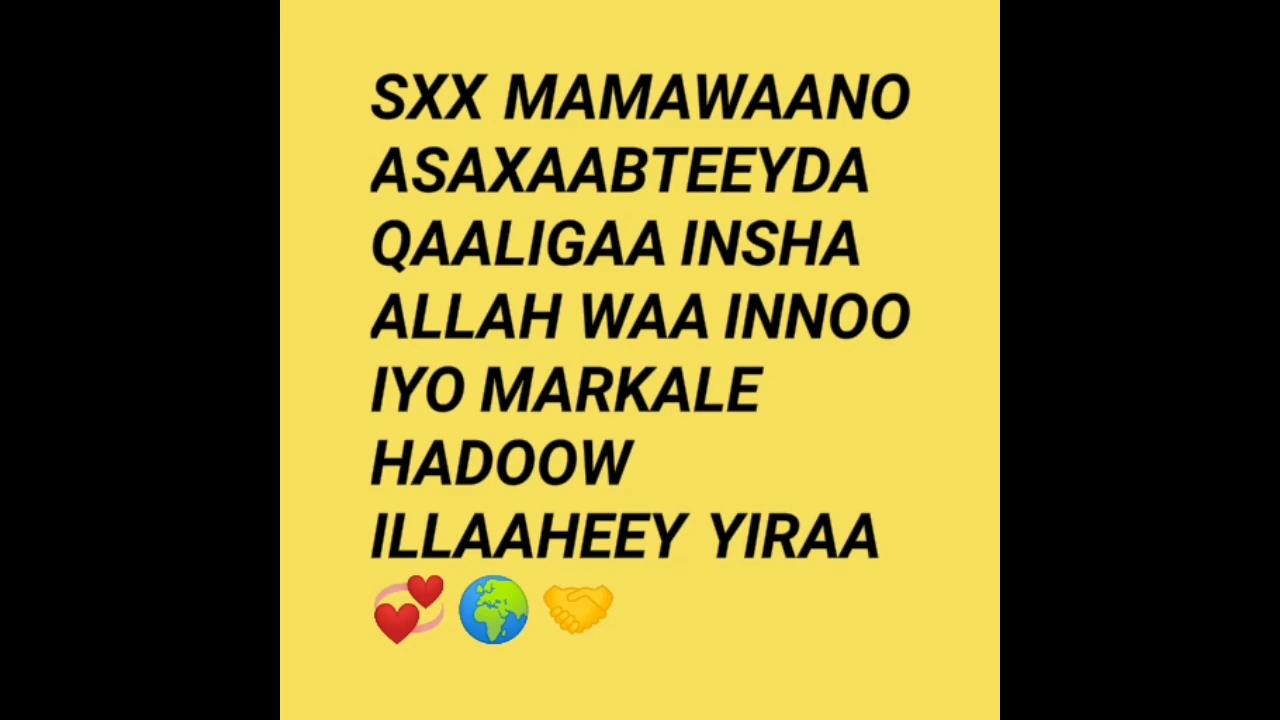 SXX MAMAWAANO
ASAXAABTEEYDA
QAALIGAA INSHA
ALLAH WAA INNOO
IYO MARKALE
HADOOW
ILLAAHEEY YIRAA
💞🌍🤝